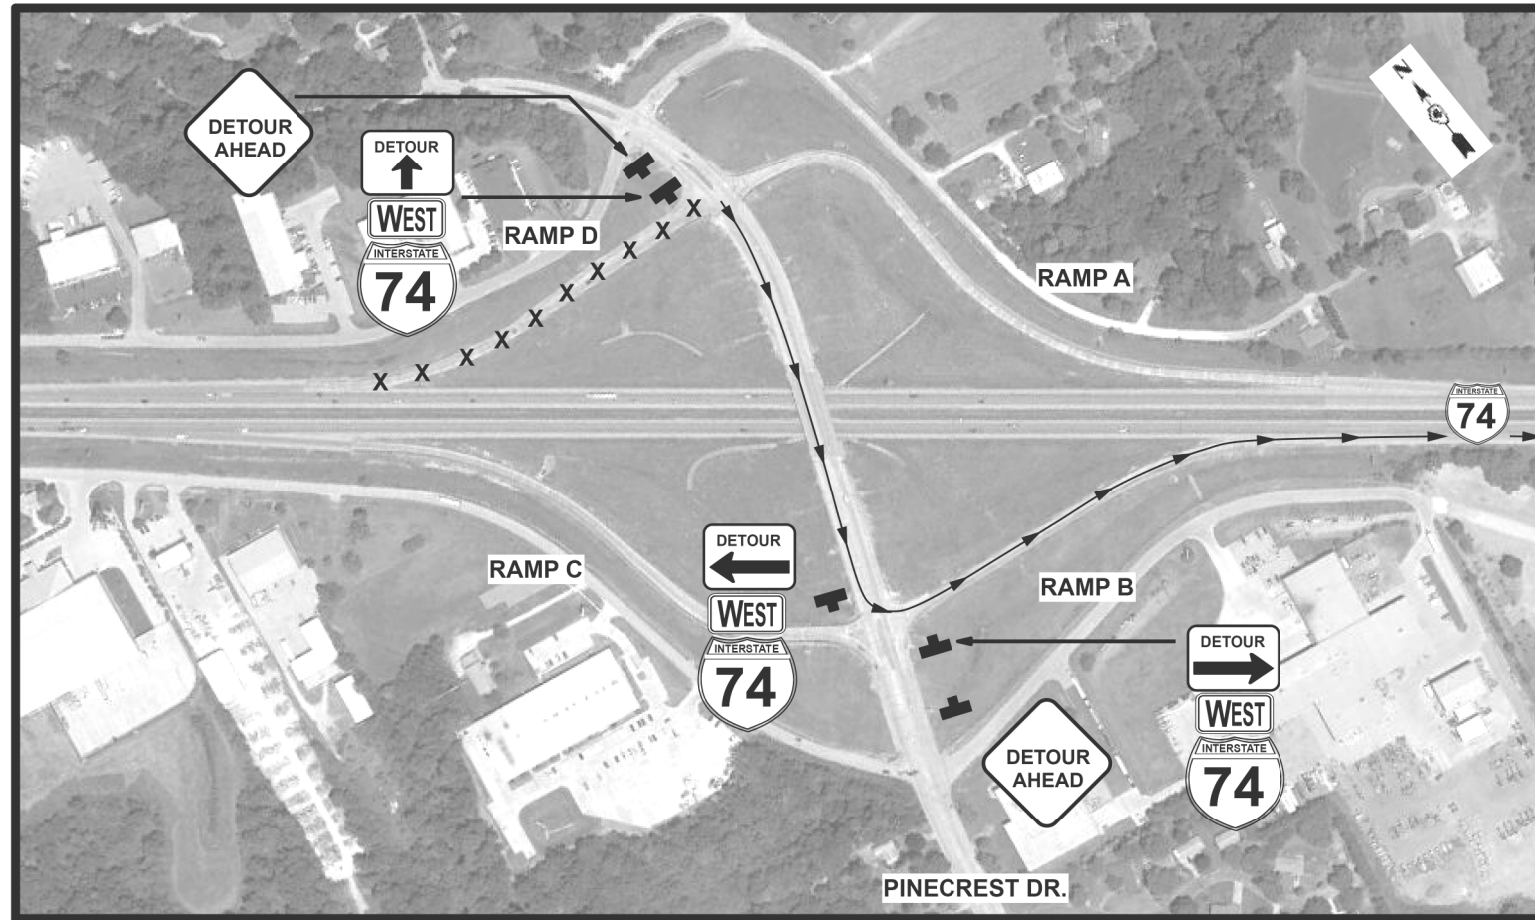 DETOUR
AHEAD
DETOUR
WEST
INTERSTATE
74
RAMP D
N
RAMP A
INTERSTATE
74
RAMP C
DETOUR
WEST
INTERSTATE
74
RAMP B
DETOUR
WEST
INTERSTATE
74
DETOUR
AHEAD
PINECREST DR.
X
X
X
X
X
X
X
X
X
X